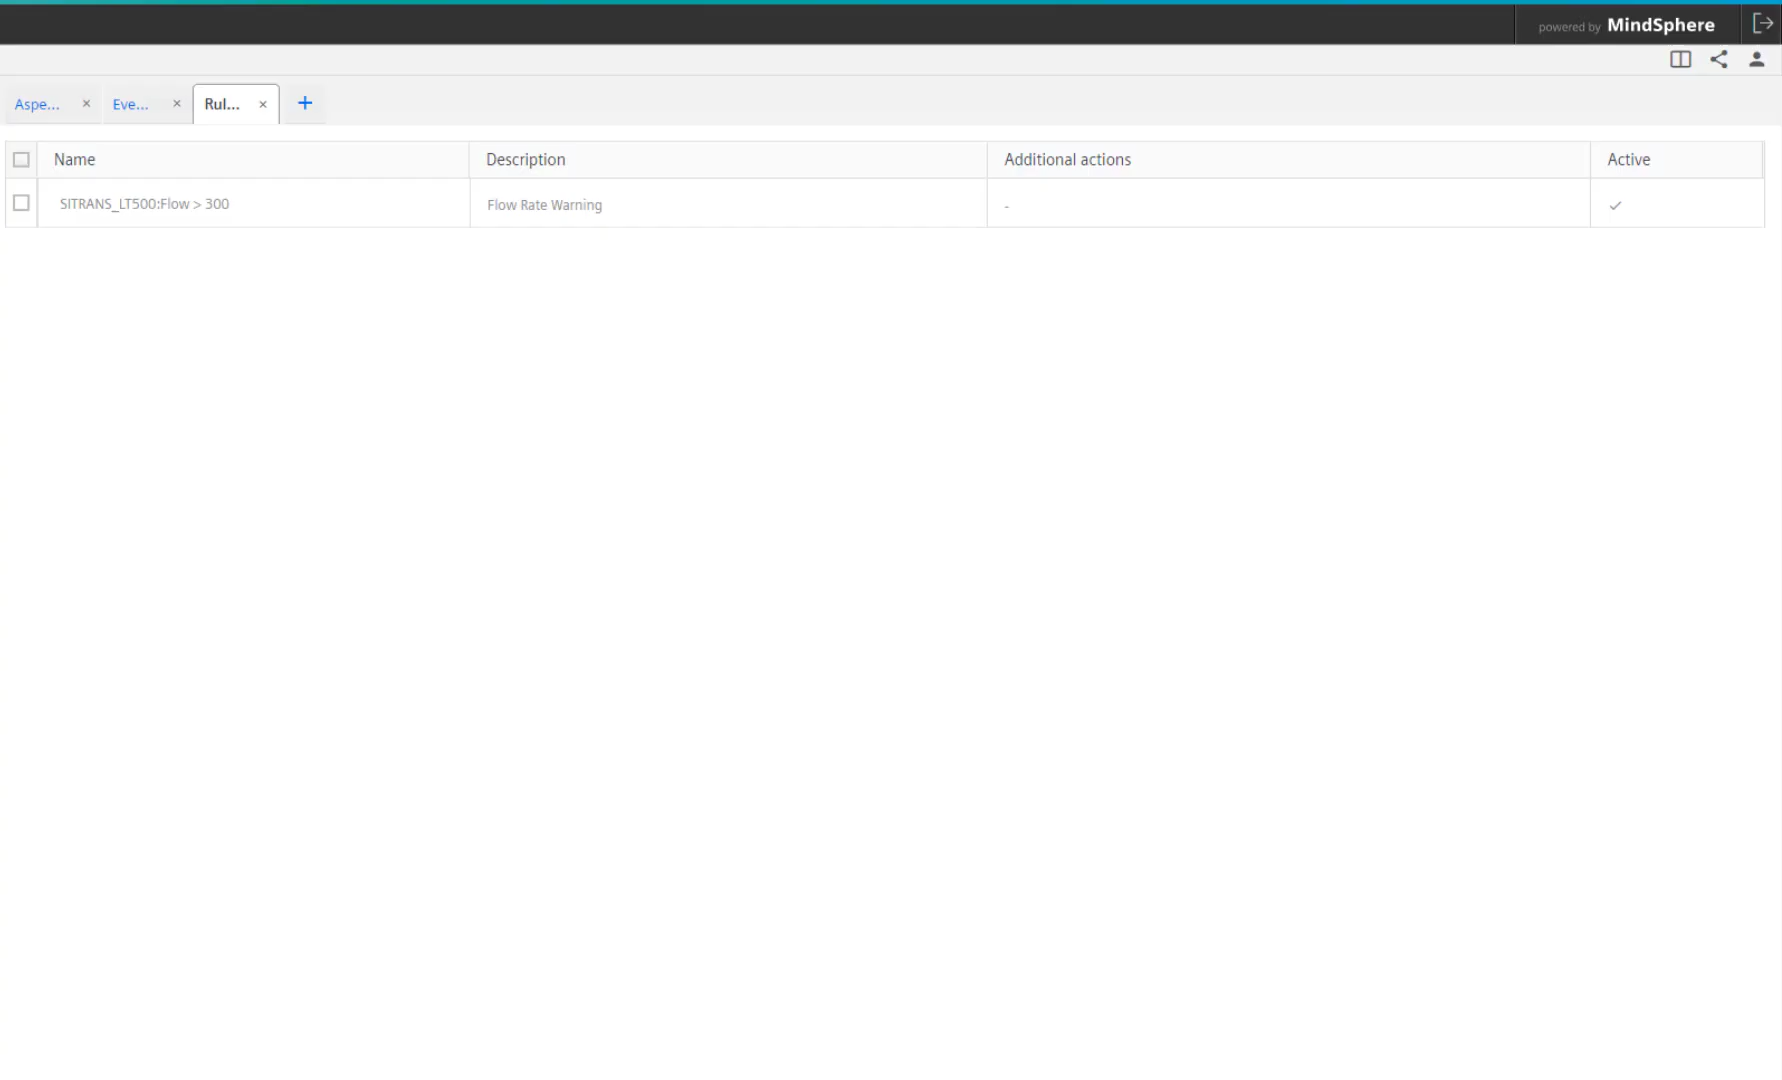 powered by MindSphere
Aspe... × Eve... × Rul... × +
Name Description Additional actions Active
SITRANS_LT500:Flow > 300 Flow Rate Warning - ✓